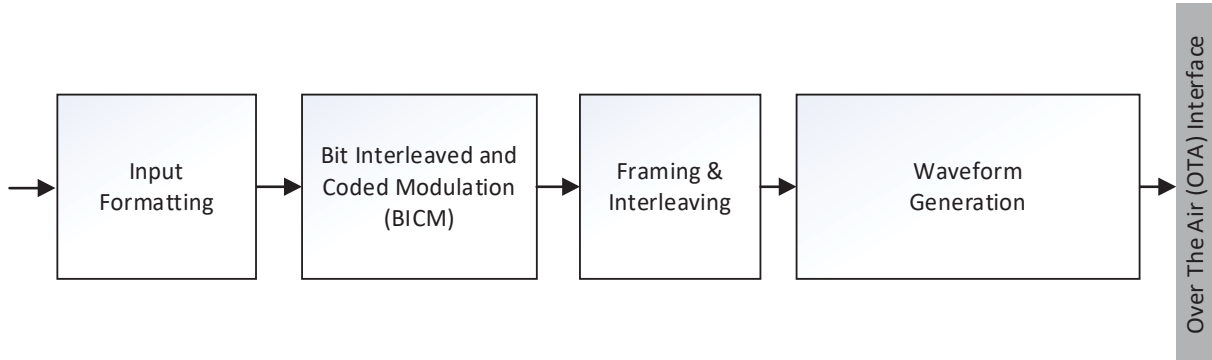 Input
Formatting
Bit Interleaved and
Coded Modulation
(BICM)
Framing &
Interleaving
Waveform
Generation
Over The Air (OTA) Interface